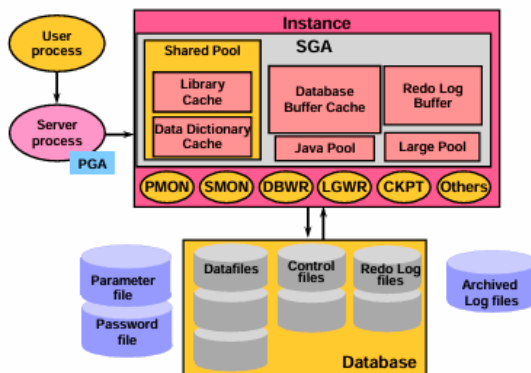 Instance
SGA
User
process
Shared Pool
Library
Cache
Data Dictionary
Cache
Database
Buffer Cache
Redo Log
Buffer
Java Pool
Large Pool
Server
process
PGA
PMON
SMON
DBWR
LGWR
CKPT
Others
Parameter
file
Password
file
Datafiles
Control
files
Redo Log
files
Database
Archived
Log files